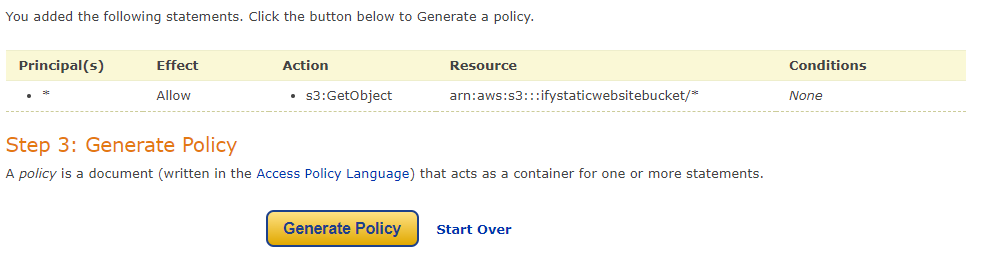 You added the following statements. Click the button below to Generate a policy.
Principal(s) Effect Action Resource Conditions
• * Allow • s3:GetObject arn:aws:s3:::ifystaticwebsitebucket/* None
Step 3: Generate Policy
A policy is a document (written in the Access Policy Language) that acts as a container for one or more statements.
Generate Policy Start Over